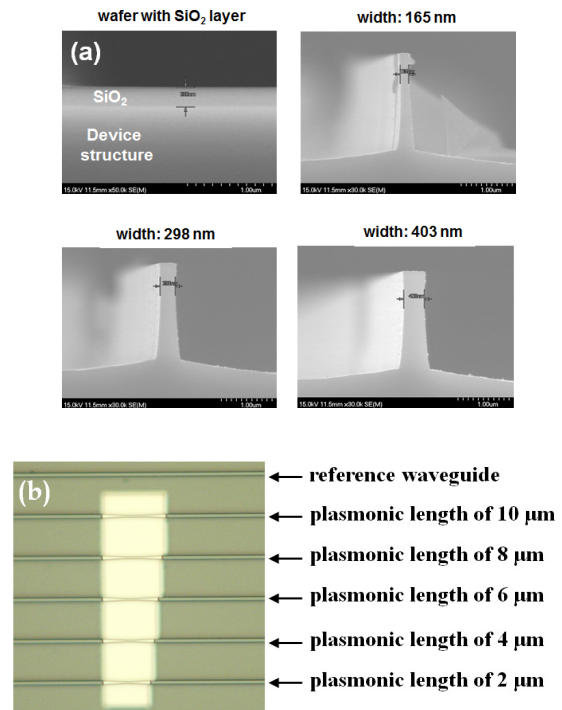 wafer with SiO₂ layer
width: 165 nm
(a)
SiO₂
Device
structure
15.0kV 11.5mm x50.0k SE(M)
1.00um
15.0kV 11.5mm x30.0k SE(M)
1.00um
width: 298 nm
width: 403 nm
15.0kV 11.5mm x30.0k SE(M)
1.00um
15.0kV 11.5mm x30.0k SE(M)
1.00um
(b)
reference waveguide
plasmonic length of 10 μm
plasmonic length of 8 μm
plasmonic length of 6 μm
plasmonic length of 4 μm
plasmonic length of 2 μm